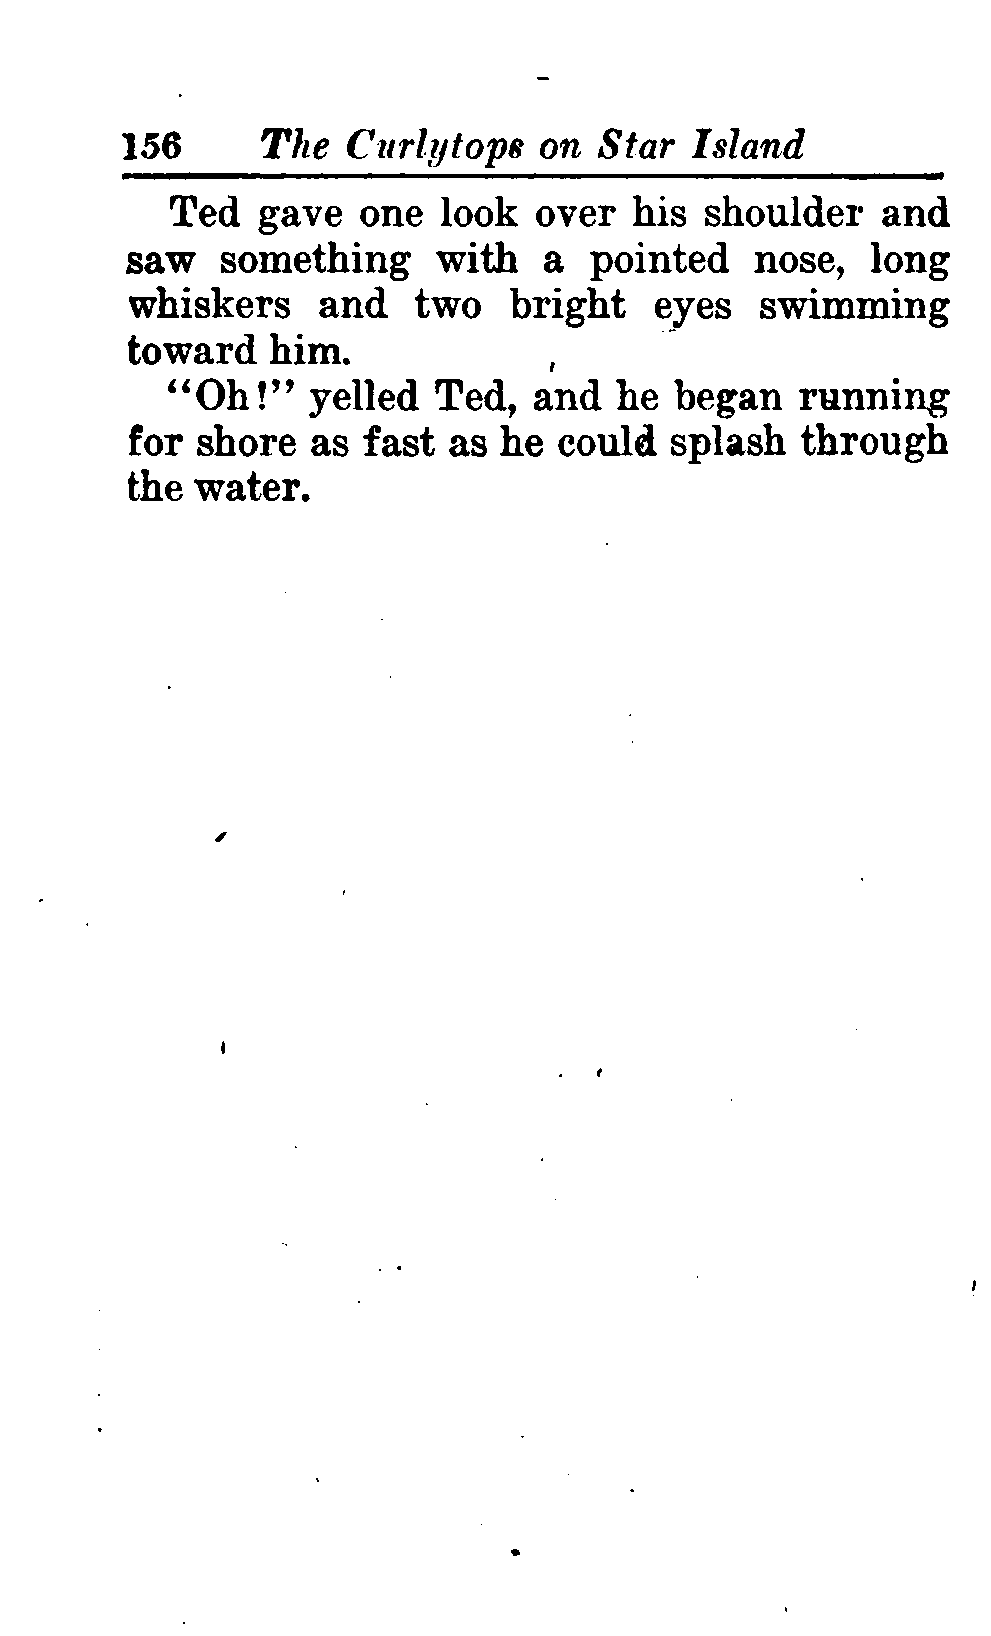 156 The Curlytops on Star Island
Ted gave one look over his shoulder and
saw something with a pointed nose, long
whiskers and two bright eyes swimming
toward him.
“Oh!” yelled Ted, and he began running
for shore as fast as he could splash through
the water.